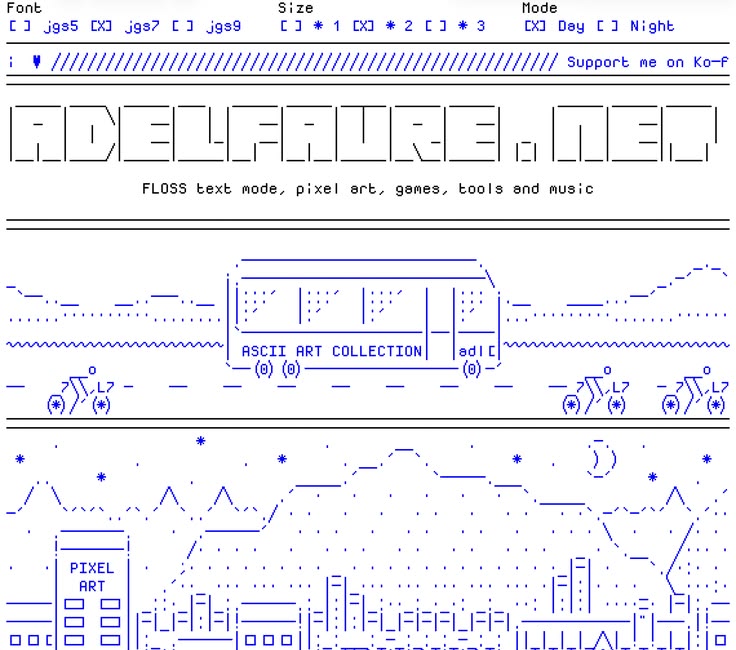 Font Size Mode
[ ] jgs5 [X] jgs7 [ ] jgs9 [ ] * 1 [X] * 2 [ ] * 3 [X] Day [ ] Night
i ♥ //////////////////////////////////////////////////////// Support me on Ko-f
ADELFAURE.NET
FLOSS text mode, pixel art, games, tools and music
ASCII ART COLLECTION
PIXEL
ART